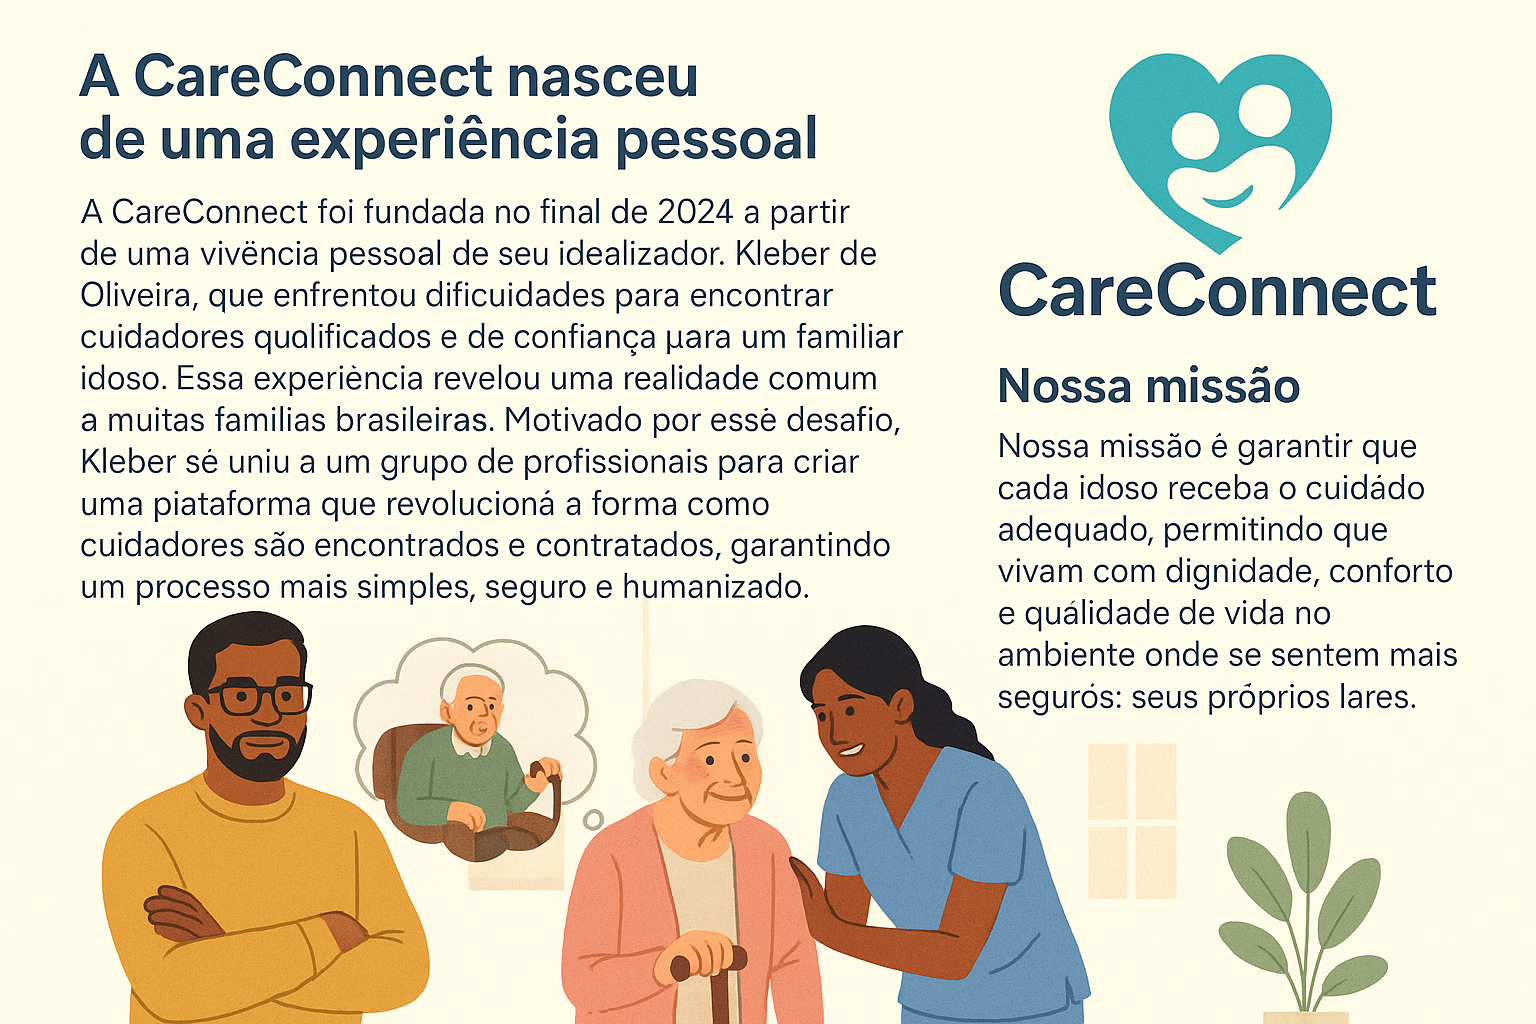 A CareConnect nasceu
de uma experiência pessoal
A CareConnect foi fundada no final de 2024 a partir
de uma vivëncia pessoal de seu idealizador. Kleber de
Oliveira, que enfrentou dificuidades para encontrar
cuidadores qualificados e de confiança µara um familiar
idoso. Essa experiència revelou uma realidade comum
a muitas familias brasileiras. Motivado por essė desafio,
Kleber sė uniu a um grupo de profissionais para criar
uma piataforma que revolucioná a forma como
cuidadores são encontrados e contratados, garantindo
um processo mais simples, seguro e humanizado.
CareConnect
Nossa missão
Nossa missão é garantir que
cada idoso receba o cuidádo
adequado, permitindo que
vivam com dignidade, conforto
e quálidade de vida no
ambiente onde se sentem mais
segurós: seus próprios lares.